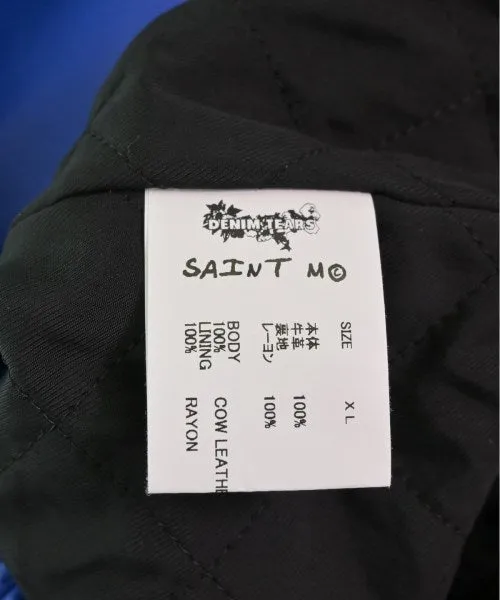 DENIM TEARS
SAINT M©
SIZE XL
本体
牛革 100%
裏地
レーヨン 100%
BODY
100% COW LEATHE
LINING
100% RAYON